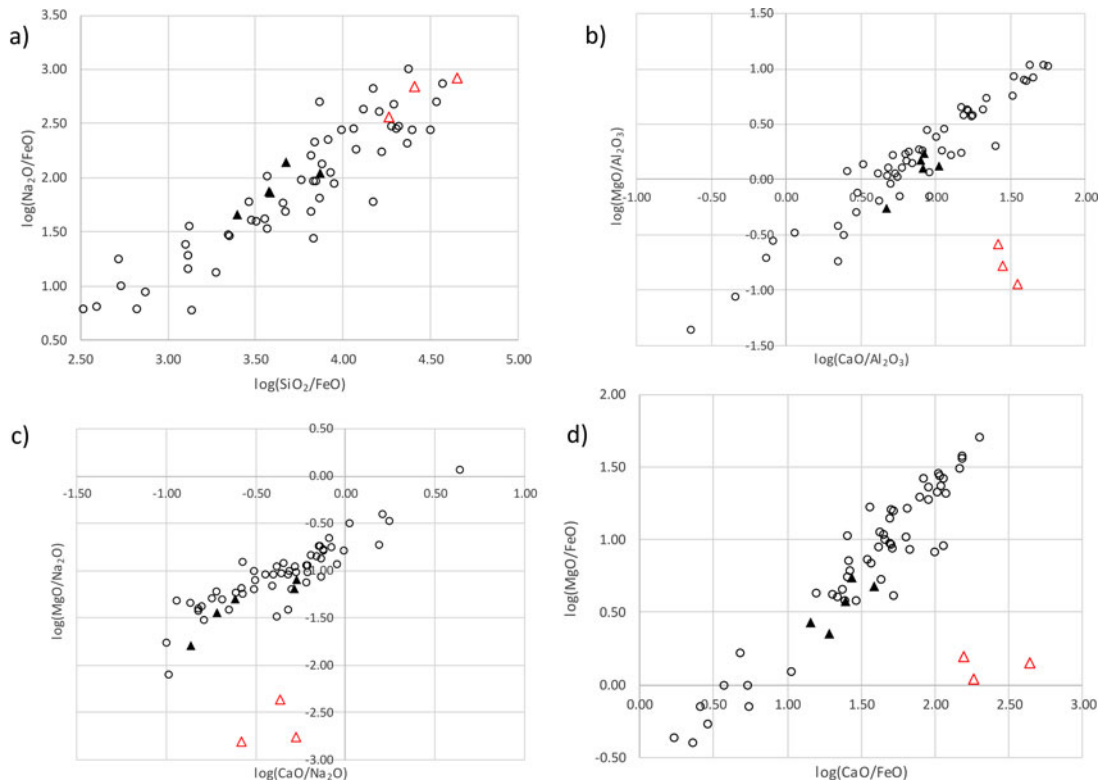 a)
3.50
3.00
2.50
2.00
1.50
1.00
0.50
2.50 3.00 3.50 4.00 4.50 5.00
log(Na₂O/FeO)
log(SiO₂/FeO)
b)
1.50
1.00
0.50
0.00
-1.00 -0.50 0.00 0.50 1.00 1.50 2.00
-0.50
-1.00
-1.50
log(MgO/Al₂O₃)
log(CaO/Al₂O₃)
c)
0.50
0.00
-1.50 -1.00 -0.50 0.00 0.50 1.00
-0.50
-1.00
-1.50
-2.00
-2.50
-3.00
log(MgO/Na₂O)
log(CaO/Na₂O)
d)
2.00
1.50
1.00
0.50
0.00
0.00 0.50 1.00 1.50 2.00 2.50 3.00
-0.50
log(MgO/FeO)
log(CaO/FeO)